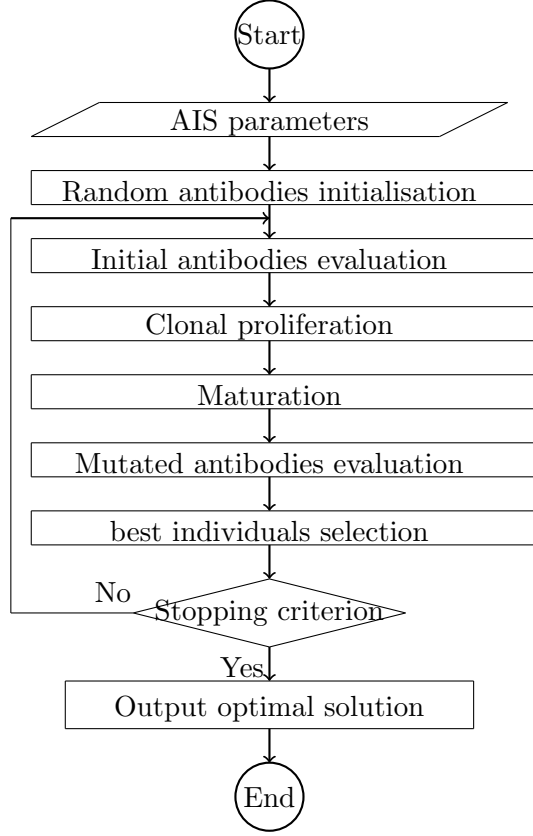 Start
AIS parameters
Random antibodies initialisation
Initial antibodies evaluation
Clonal proliferation
Maturation
Mutated antibodies evaluation
best individuals selection
No
Stopping criterion
Yes
Output optimal solution
End